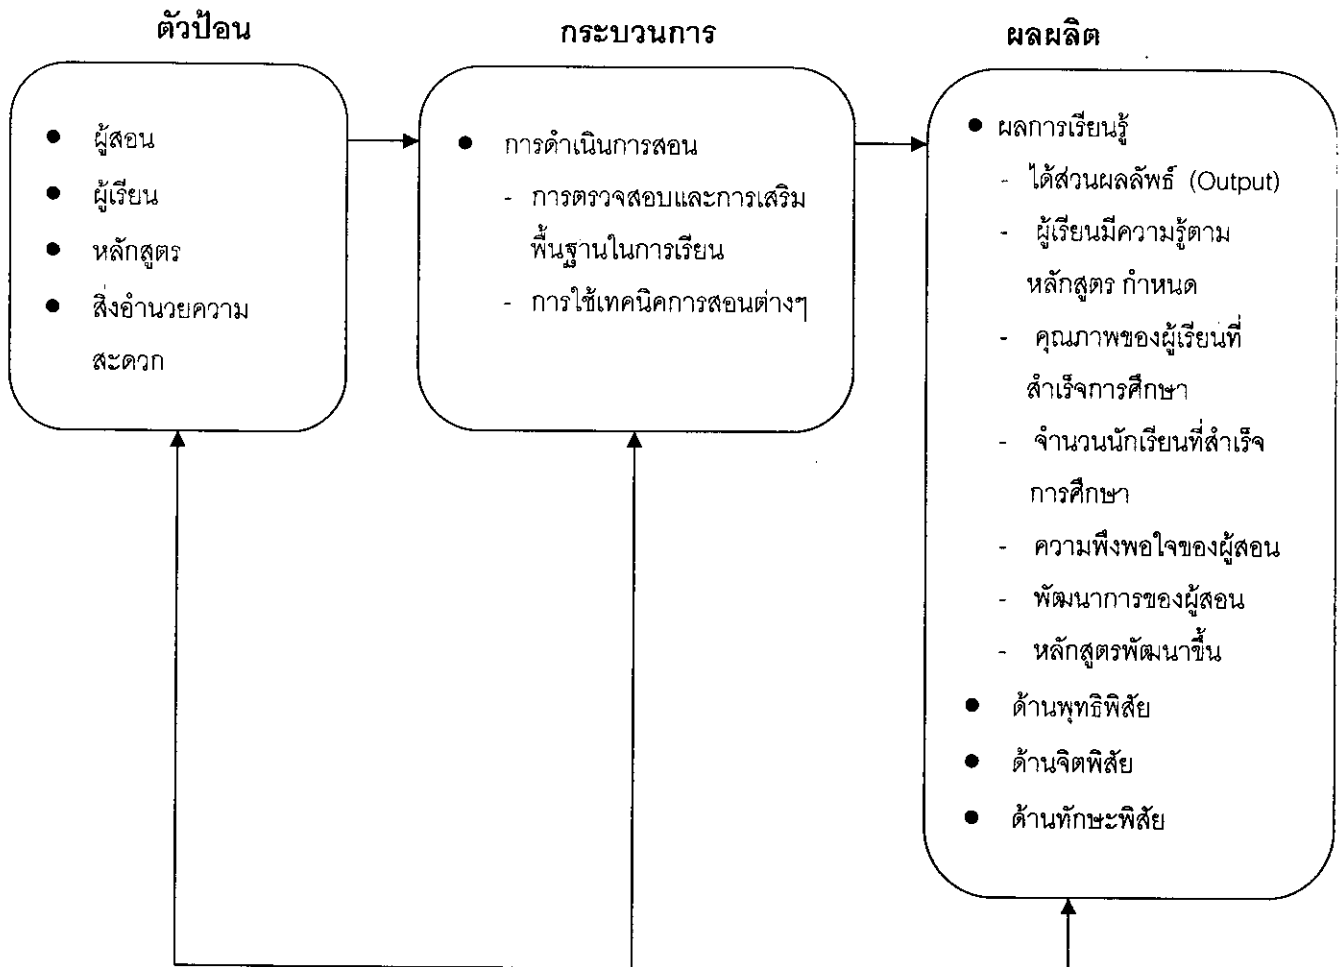 ตัวป้อน
● ผู้สอน
● ผู้เรียน
● หลักสูตร
● สิ่งอำนวยความ
สะดวก
กระบวนการ
● การดำเนินการสอน
- การตรวจสอบและการเสริม
พื้นฐานในการเรียน
- การใช้เทคนิคการสอนต่างๆ
ผลผลิต
● ผลการเรียนรู้
- ได้ส่วนผลลัพธ์ (Output)
- ผู้เรียนมีความรู้ตาม
หลักสูตร กำหนด
- คุณภาพของผู้เรียนที่
สำเร็จการศึกษา
- จำนวนนักเรียนที่สำเร็จ
การศึกษา
- ความพึงพอใจของผู้สอน
- พัฒนาการของผู้สอน
- หลักสูตรพัฒนาขึ้น
● ด้านพุทธิพิสัย
● ด้านจิตพิสัย
● ด้านทักษะพิสัย